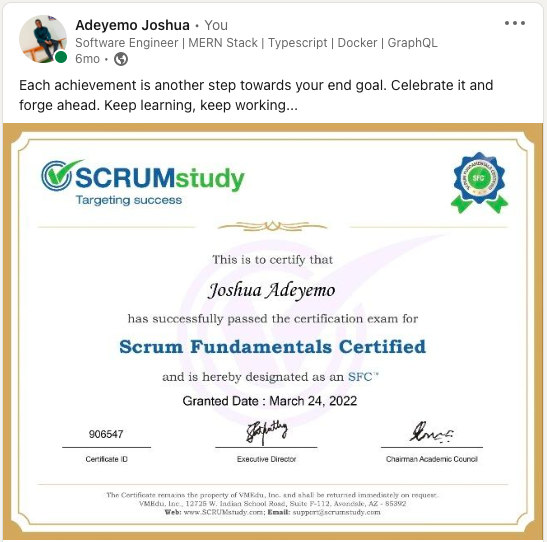 Adeyemo Joshua • You
Software Engineer | MERN Stack | Typescript | Docker | GraphQL
6mo •
Each achievement is another step towards your end goal. Celebrate it and
forge ahead. Keep learning, keep working...
SCRUMstudy
Targeting success
SCRUM FUNDAMENTALS CERTIFIED
SFC
This is to certify that
Joshua Adeyemo
has successfully passed the certification exam for
Scrum Fundamentals Certified
and is hereby designated as an SFC™
Granted Date : March 24, 2022
906547
Certificate ID
Executive Director
Chairman Academic Council
The Certificate remains the property of VMEdu, Inc. and shall be returned immediately on request.
VMEdu, Inc., 12725 W. Indian School Road, Suite F-112, Avondale, AZ - 85392
Web: www.SCRUMstudy.com; Email: support@scrumstudy.com